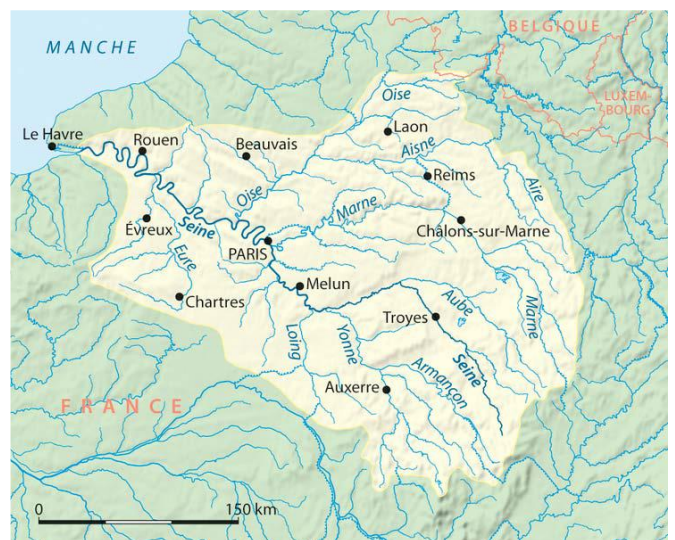 BELGIQUE
MANCHE
Oise
LUXEM-
BOURG
Le Havre
Rouen
Beauvais
Laon
Aisne
Reims
Aire
Oise
Marne
Seine
Évreux
Châlons-sur-Marne
PARIS
Eure
Melun
Chartres
Aube
Marne
Troyes
Loing
Yonne
Seine
Armançon
Auxerre
FRANCE
0 150 km